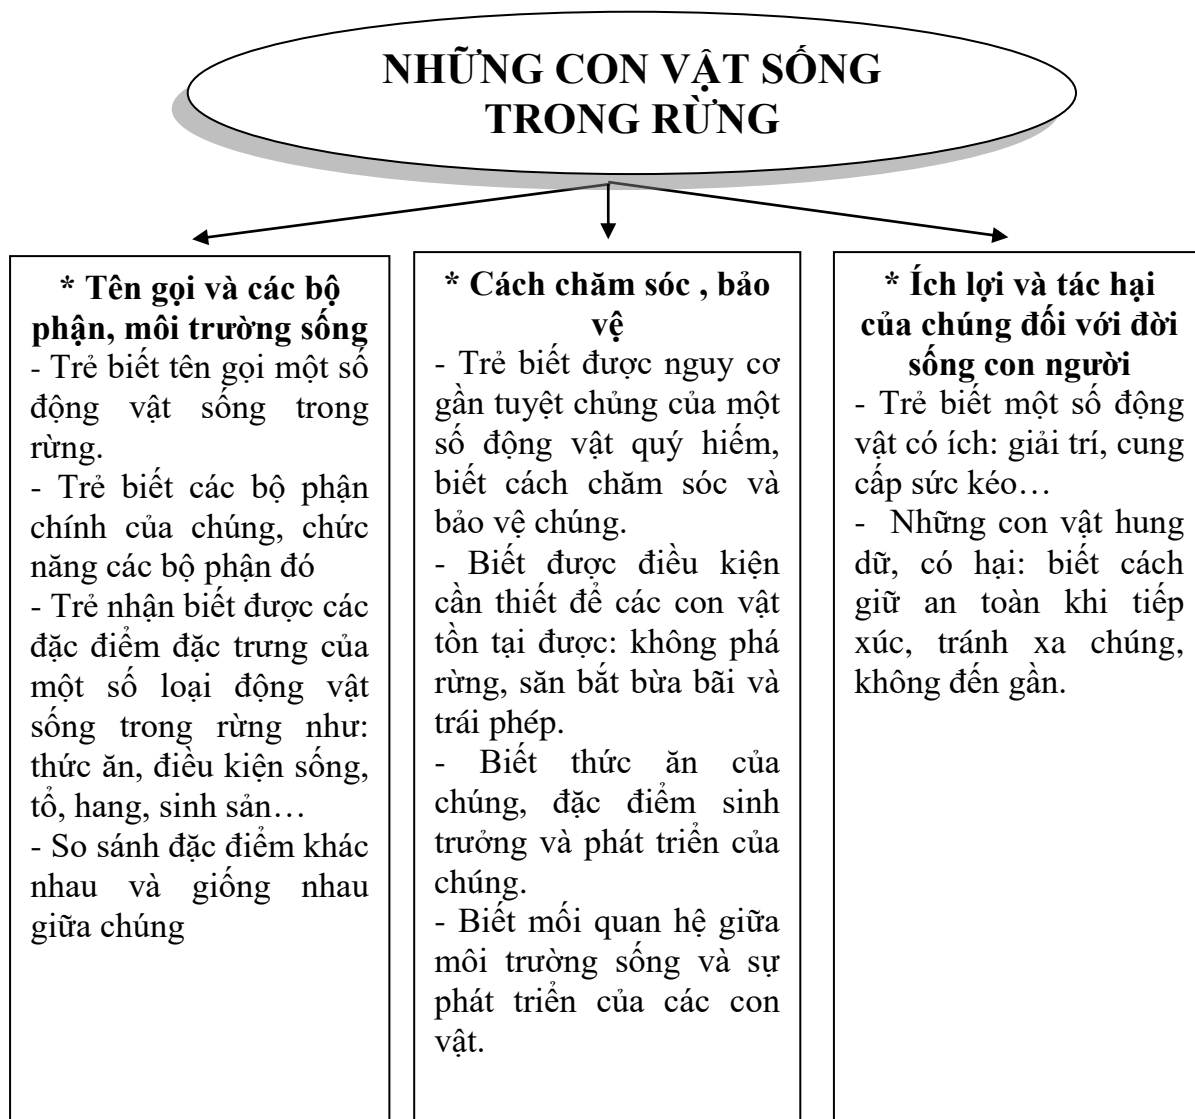 NHỮNG CON VẬT SỐNG
TRONG RỪNG
* Tên gọi và các bộ
phận, môi trường sống
- Trẻ biết tên gọi một số
động vật sống trong
rừng.
- Trẻ biết các bộ phận
chính của chúng, chức
năng các bộ phận đó
- Trẻ nhận biết được các
đặc điểm đặc trưng của
một số loại động vật
sống trong rừng như:
thức ăn, điều kiện sống,
tổ, hang, sinh sản…
- So sánh đặc điểm khác
nhau và giống nhau
giữa chúng
* Cách chăm sóc , bảo
vệ
- Trẻ biết được nguy cơ
gần tuyệt chủng của một
số động vật quý hiếm,
biết cách chăm sóc và
bảo vệ chúng.
- Biết được điều kiện
cần thiết để các con vật
tồn tại được: không phá
rừng, săn bắt bừa bãi và
trái phép.
- Biết thức ăn của
chúng, đặc điểm sinh
trưởng và phát triển của
chúng.
- Biết mối quan hệ giữa
môi trường sống và sự
phát triển của các con
vật.
* Ích lợi và tác hại
của chúng đối với đời
sống con người
- Trẻ biết một số động
vật có ích: giải trí, cung
cấp sức kéo…
- Những con vật hung
dữ, có hại: biết cách
giữ an toàn khi tiếp
xúc, tránh xa chúng,
không đến gần.